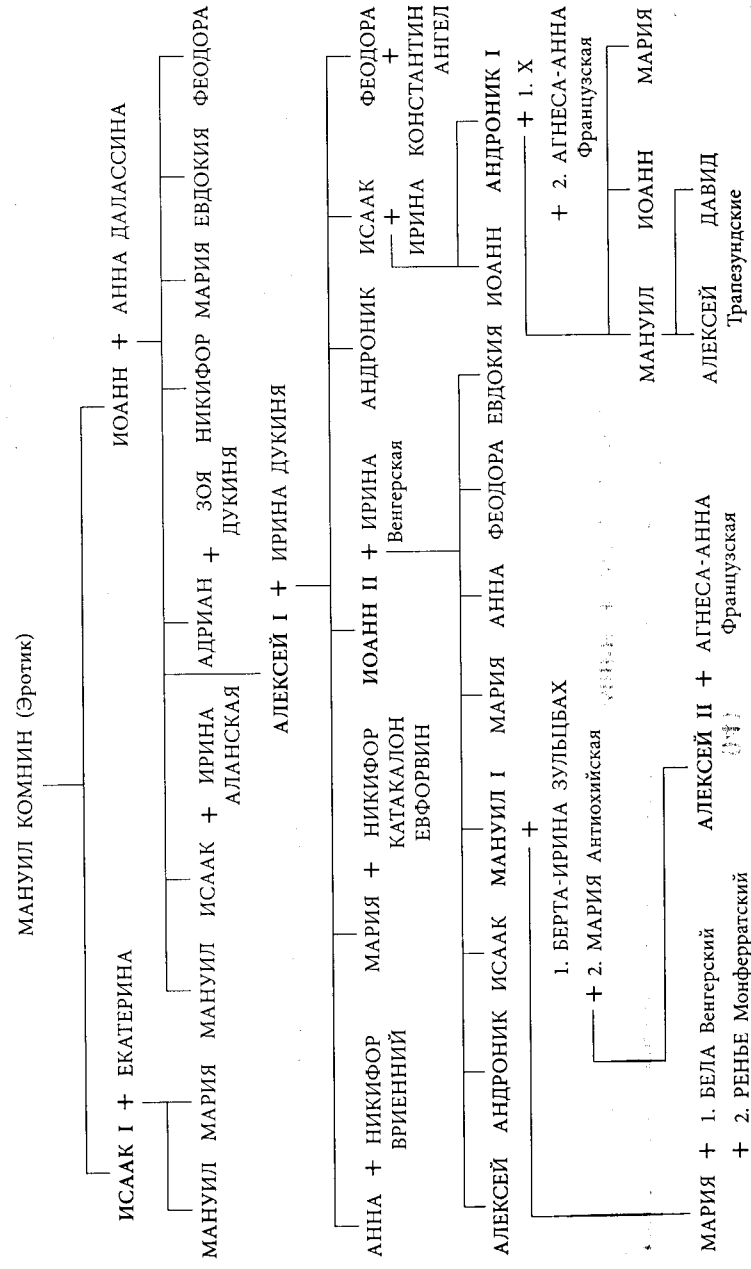 МАНУИЛ КОМНИН (Эротик)
ИСААК I + ЕКАТЕРИНА
ИОАНН + АННА ДАЛАССИНА
МАНУИЛ МАРИЯ МАНУИЛ ИСААК + ИРИНА АДРИАН + ЗОЯ НИКИФОР МАРИЯ ЕВДОКИЯ ФЕОДОРА
АЛАНСКАЯ ДУКИНЯ
АЛЕКСЕЙ I + ИРИНА ДУКИНЯ
АННА + НИКИФОР МАРИЯ + НИКИФОР ИОАНН II + ИРИНА АНДРОНИК ИСААК ФЕОДОРА
ВРИЕННИЙ КАТАКАЛОН Венгерская + +
ЕВФОРВИН ИРИНА КОНСТАНТИН
АНГЕЛ
АЛЕКСЕЙ АНДРОНИК ИСААК МАНУИЛ I МАРИЯ АННА ФЕОДОРА ЕВДОКИЯ ИОАНН АНДРОНИК I
+ + 1. X
1. БЕРТА-ИРИНА ЗУЛЬЦБАХ + 2. АГНЕСА-АННА
+ 2. МАРИЯ Антиохийская Французская
МАНУИЛ ИОАНН МАРИЯ
МАРИЯ + 1. БЕЛА Венгерский АЛЕКСЕЙ II + АГНЕСА-АННА АЛЕКСЕЙ ДАВИД
+ 2. РЕНЬЕ Монферратский Французская Трапезундские